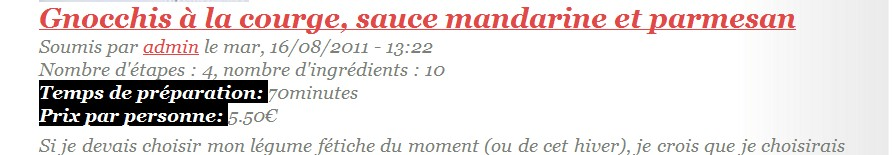 Gnocchis à la courge, sauce mandarine et parmesan
Soumis par admin le mar, 16/08/2011 - 13:22
Nombre d'étapes : 4, nombre d'ingrédients : 10
Temps de préparation: 70minutes
Prix par personne: 5.50€
Si je devais choisir mon légume fétiche du moment (ou de cet hiver), je crois que je choisirais